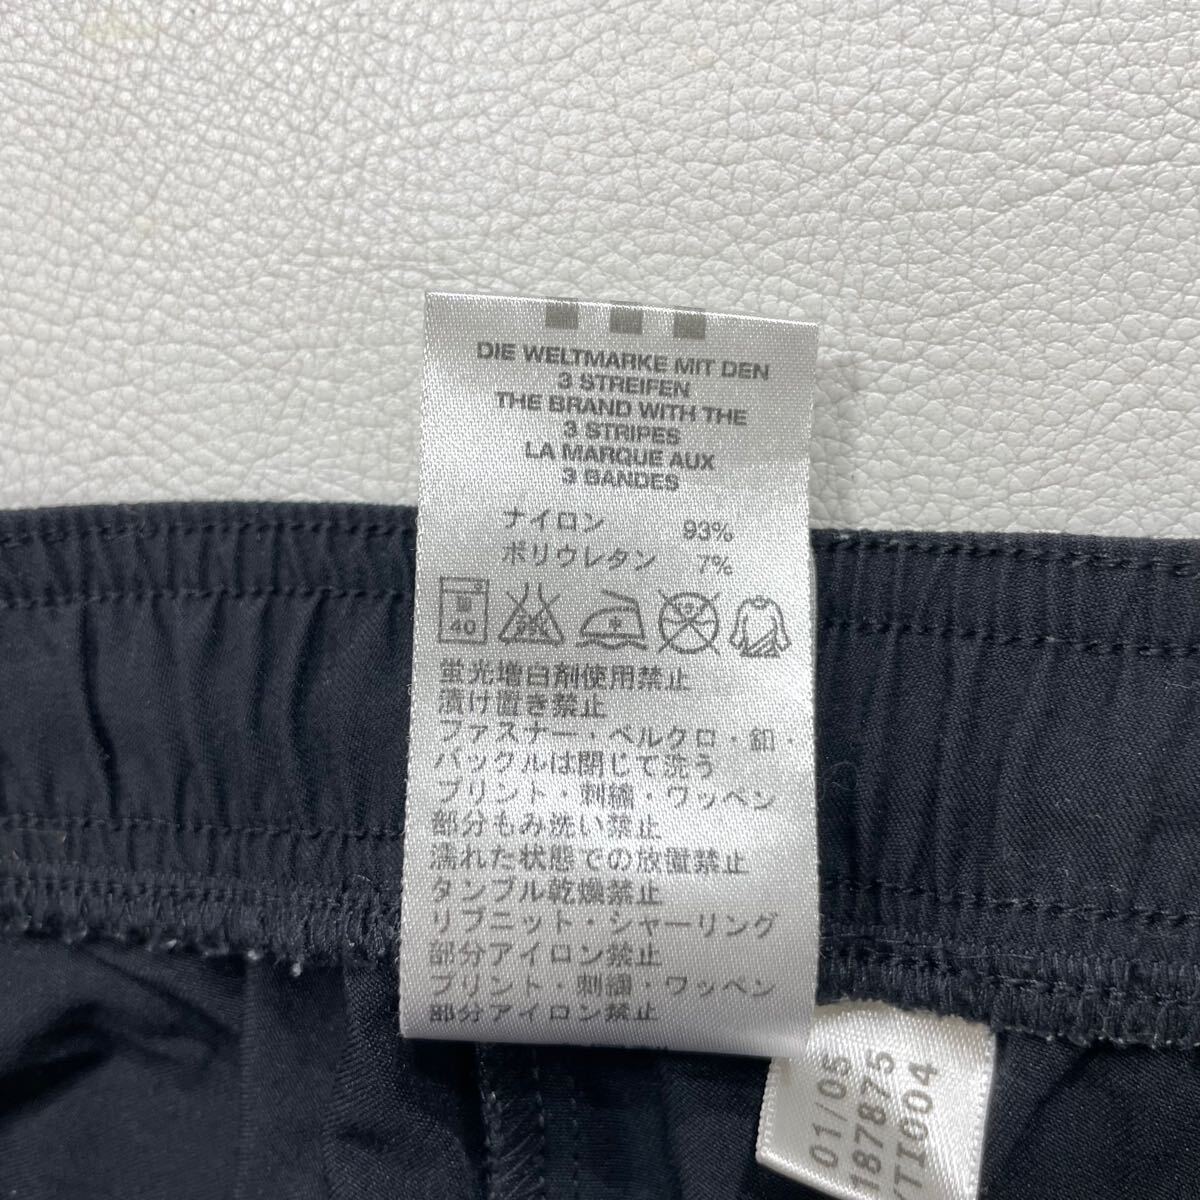 DIE WELTMARKE MIT DEN
3 STREIFEN
THE BRAND WITH THE
3 STRIPES
LA MARQUE AUX
3 BANDES
ナイロン 93%
ポリウレタン 7%
40
蛍光増白剤使用禁止
漬け置き禁止
ファスナー・ベルクロ・釦・
バックルは閉じて洗う
プリント・刺繍・ワッペン
部分もみ洗い禁止
濡れた状態での放置禁止
タンブル乾燥禁止
リブニット・シャーリング
部分アイロン禁止
プリント・刺繍・ワッペン
部分アイロン禁止
01/05
187875
TI004